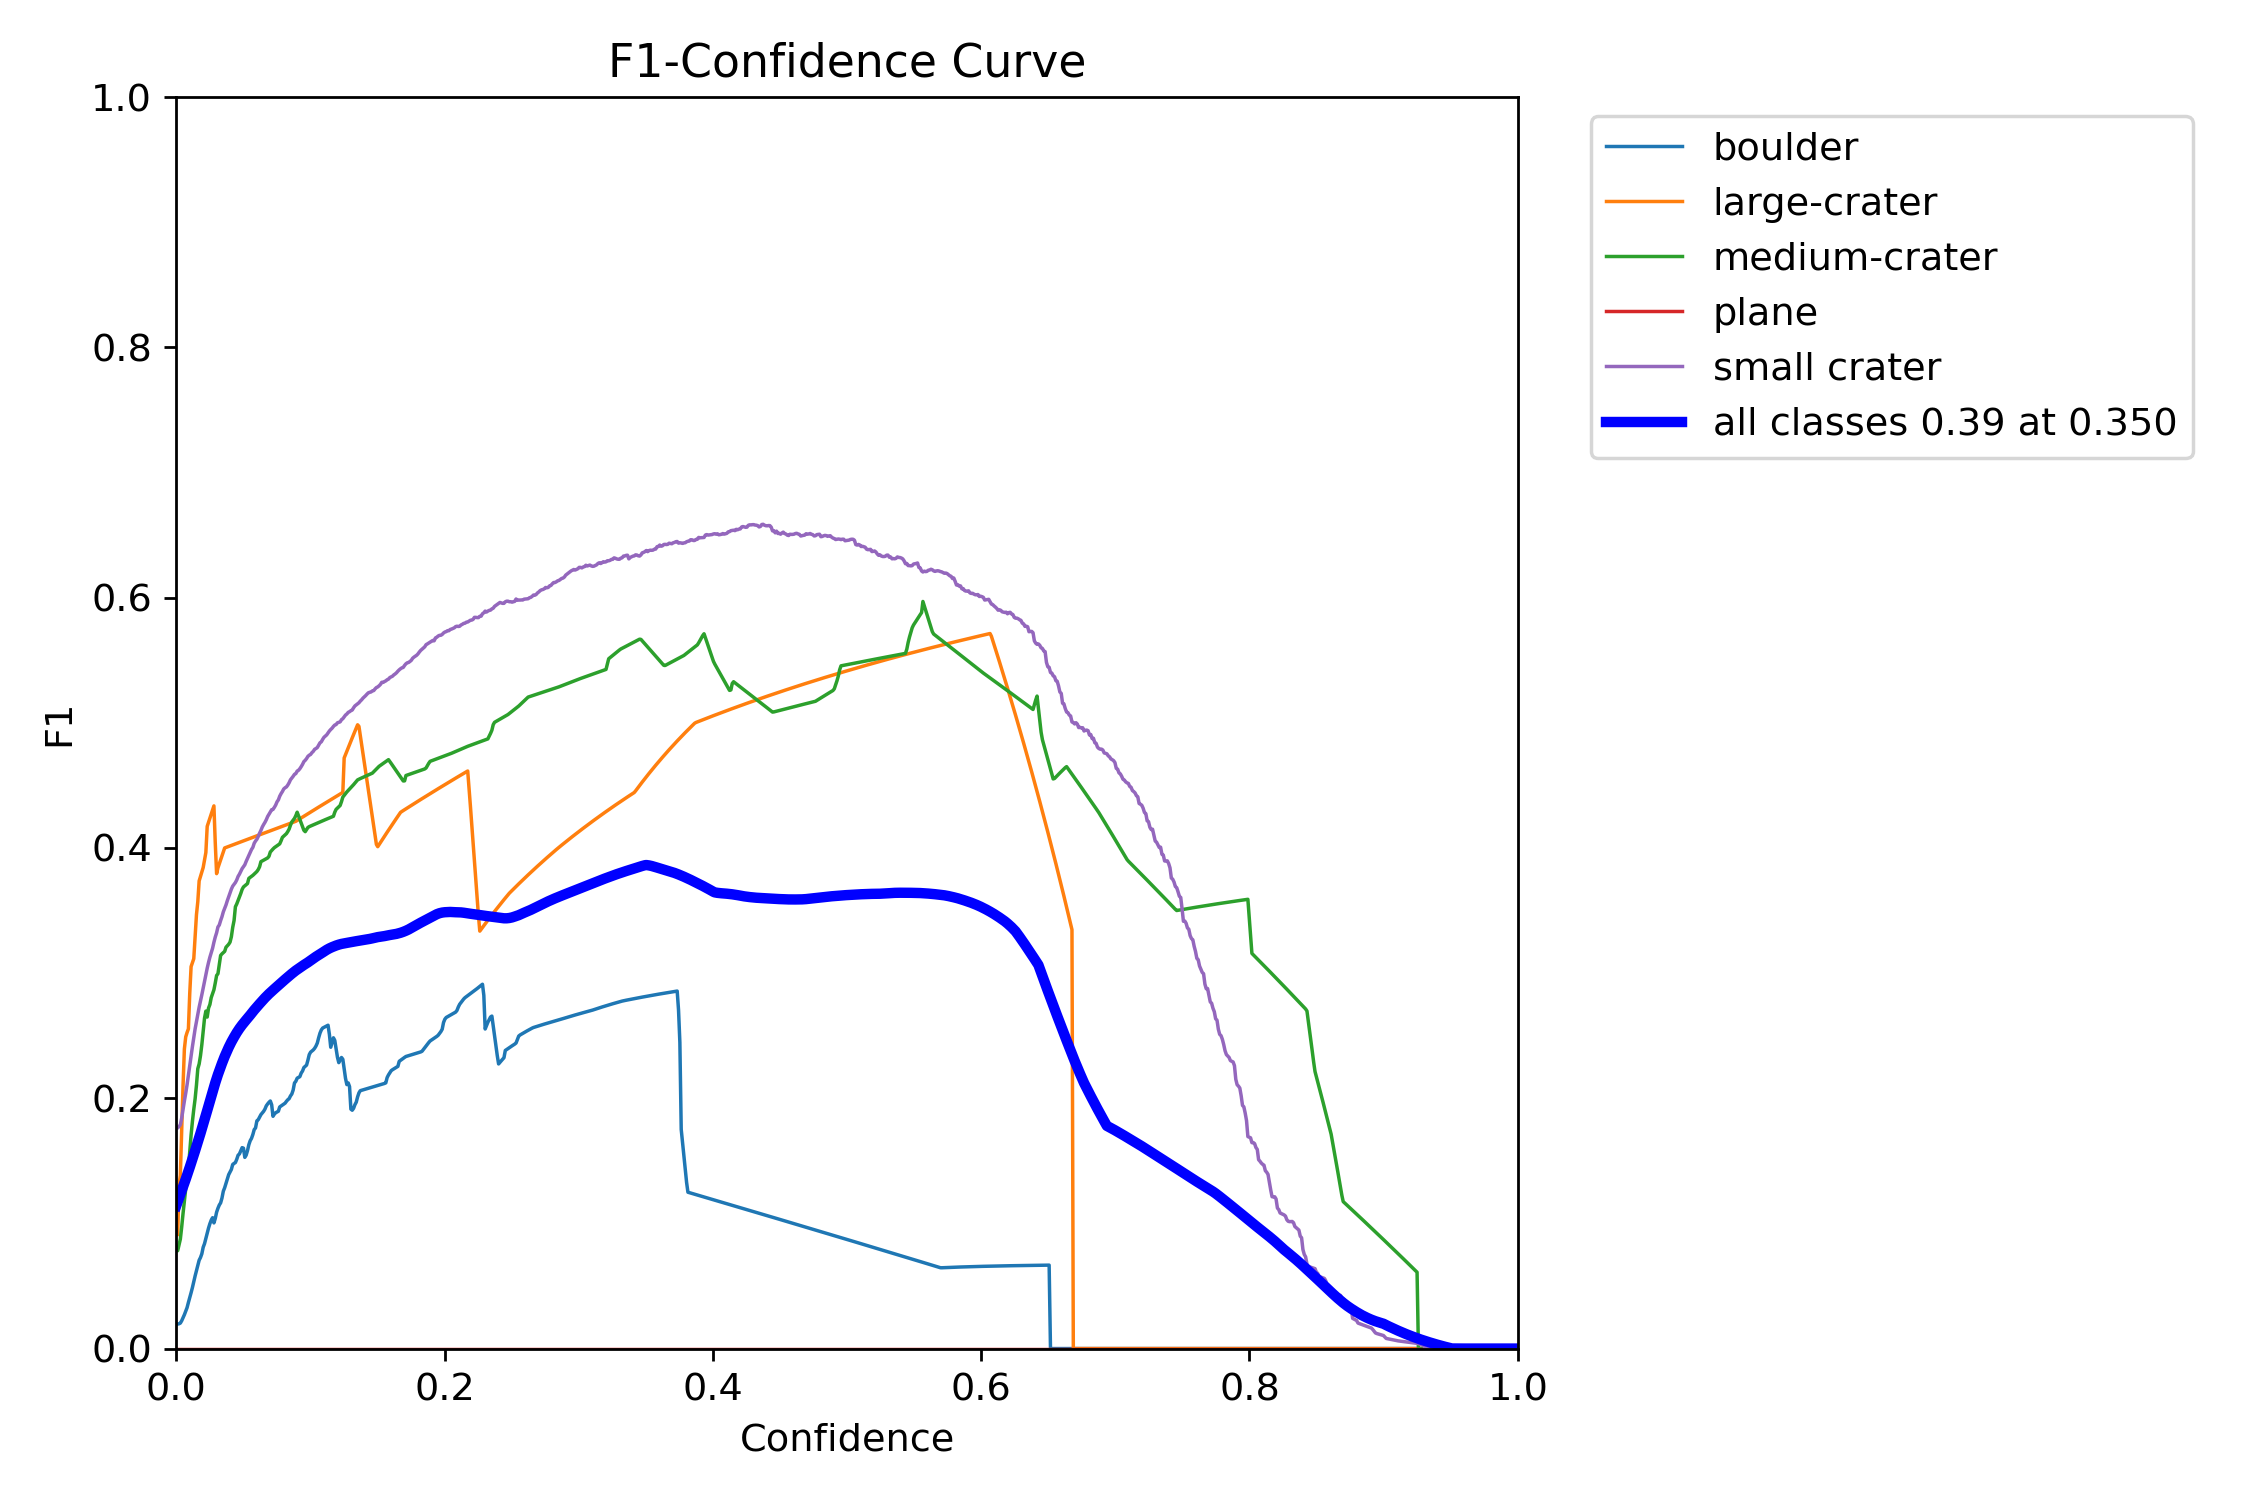 F1-Confidence Curve
1.0
0.8
0.6
0.4
0.2
0.0
F1
0.0 0.2 0.4 0.6 0.8 1.0
Confidence
boulder
large-crater
medium-crater
plane
small crater
all classes 0.39 at 0.350